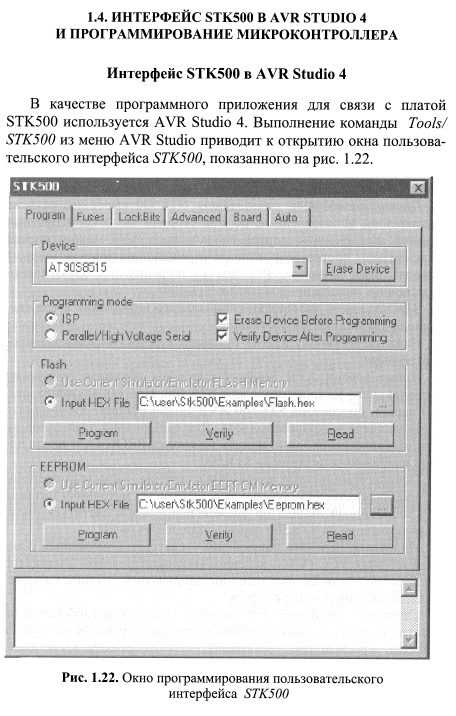 1.4. ИНТЕРФЕЙС STK500 В AVR STUDIO 4
И ПРОГРАММИРОВАНИЕ МИКРОКОНТРОЛЛЕРА
Интерфейс STK500 в AVR Studio 4
В качестве программного приложения для связи с платой
STK500 используется AVR Studio 4. Выполнение команды Tools/
STK500 из меню AVR Studio приводит к открытию окна пользова-
тельского интерфейса STK500, показанного на рис. 1.22.
STK500
Program Fuses LockBits Advanced Board Auto
Device
AT90S8515 Erase Device
Programming mode
ISP Erase Device Before Programming
Parallel/High Voltage Serial Verify Device After Programming
Flash
Use Current Simulator/Emulator FLASH Memory
Input HEX File C:\user\Stk500\Examples\Flash.hex ...
Program Verify Read
EEPROM
Use Current Simulator/Emulator EEPROM Memory
Input HEX File C:\user\Stk500\Examples\Eeprom.hex
Program Verify Read
Рис. 1.22. Окно программирования пользовательского
интерфейса STK500